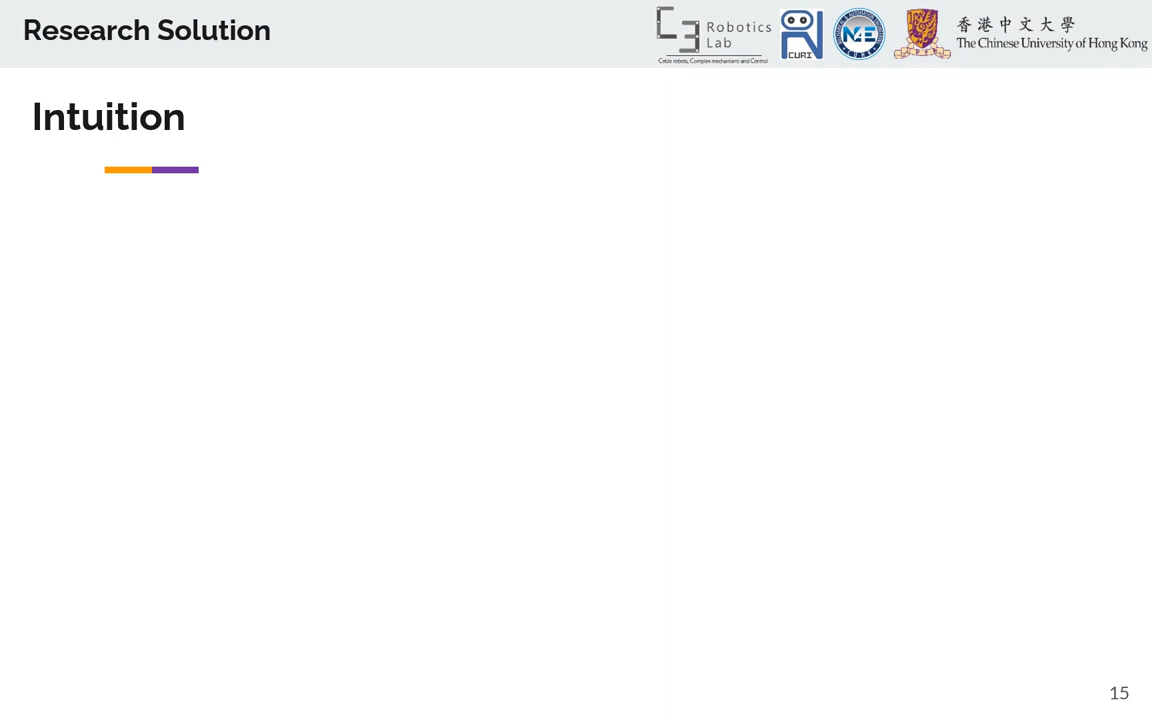 Research Solution
Robotics
Lab
Cable robots, Complex mechanisms and Control
CURI
MAE
香港中文大學
The Chinese University of Hong Kong
Intuition
15